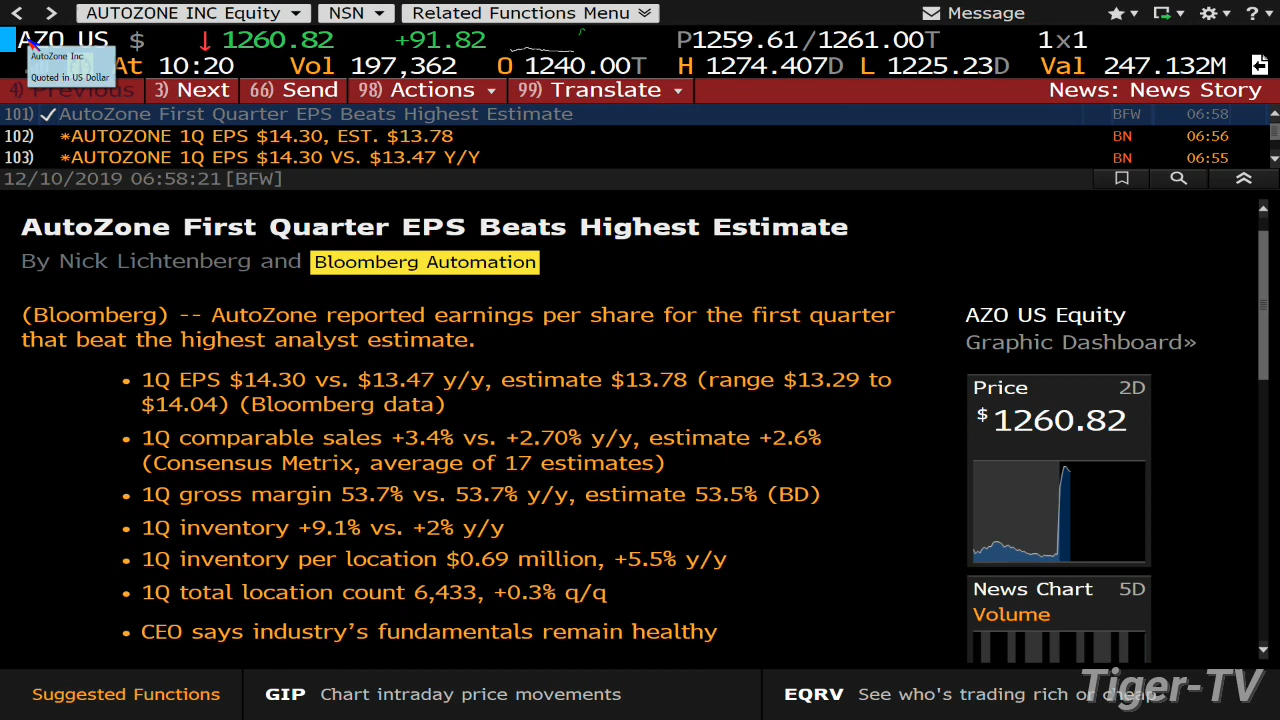 AUTOZONE INC Equity NSN Related Functions Menu Message ?
AZO US $ ↓ 1260.82 +91.82 P1259.61/1261.00T 1x1
AutoZone Inc
Quoted in US Dollar
At 10:20 Vol 197,362 O 1240.00T H 1274.407D L 1225.23D Val 247.132M
4) Previous 3) Next 66) Send 98) Actions 99) Translate News: News Story
101) ✓AutoZone First Quarter EPS Beats Highest Estimate BFW 06:58
102) *AUTOZONE 1Q EPS $14.30, EST. $13.78 BN 06:56
103) *AUTOZONE 1Q EPS $14.30 VS. $13.47 Y/Y BN 06:55
12/10/2019 06:58:21 [BFW]
AutoZone First Quarter EPS Beats Highest Estimate
By Nick Lichtenberg and Bloomberg Automation
(Bloomberg) -- AutoZone reported earnings per share for the first quarter
that beat the highest analyst estimate.
• 1Q EPS $14.30 vs. $13.47 y/y, estimate $13.78 (range $13.29 to
$14.04) (Bloomberg data)
• 1Q comparable sales +3.4% vs. +2.70% y/y, estimate +2.6%
(Consensus Metrix, average of 17 estimates)
• 1Q gross margin 53.7% vs. 53.7% y/y, estimate 53.5% (BD)
• 1Q inventory +9.1% vs. +2% y/y
• 1Q inventory per location $0.69 million, +5.5% y/y
• 1Q total location count 6,433, +0.3% q/q
• CEO says industry's fundamentals remain healthy
AZO US Equity
Graphic Dashboard»
Price 2D
$1260.82
News Chart 5D
Volume
Suggested Functions GIP Chart intraday price movements EQRV See who's trading rich or cheap
Tiger-TV